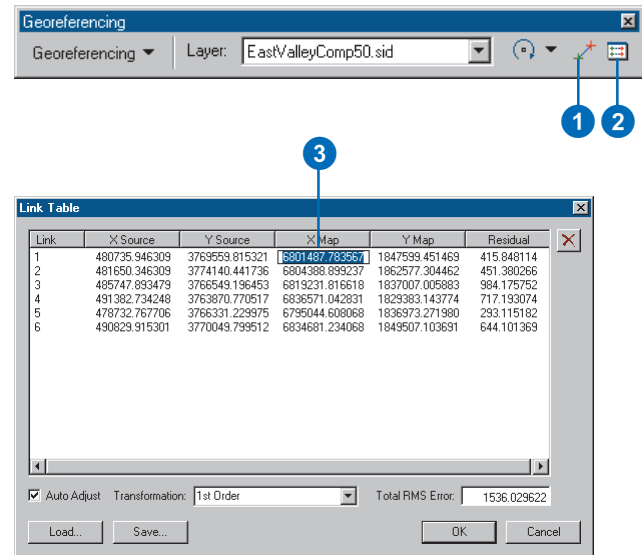 Georeferencing
Georeferencing Layer: EastValleyComp50.sid
1 2
3
Link Table
Link X Source Y Source X Map Y Map Residual
1 480735.946309 3769559.815321 6801487.783567 1847599.451469 415.848114
2 481650.346309 3774140.441736 6804388.899237 1862577.304462 451.380266
3 485747.893479 3766549.196453 6819231.816618 1837007.005883 984.175752
4 491382.734248 3763870.770517 6836571.042831 1829383.143774 717.193074
5 478732.767706 3766331.229975 6795044.608068 1836973.271980 293.115182
6 490829.915301 3770049.799512 6834681.234068 1849507.103691 644.101369
Auto Adjust Transformation: 1st Order Total RMS Error: 1536.029622
Load... Save... OK Cancel